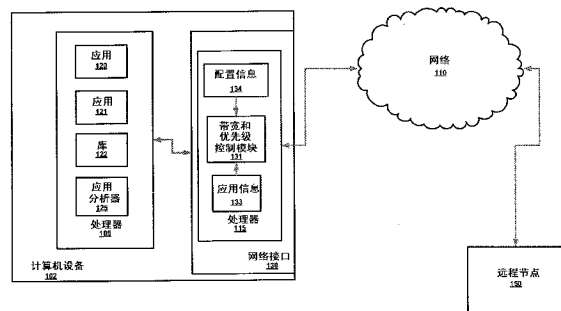 应用
120
应用
121
库
122
应用
分析器
125
处理器
105
计算机设备
102
配置信息
134
带宽和
优先级
控制模块
131
应用信息
133
处理器
115
网络接口
130
网络
110
远程节点
150